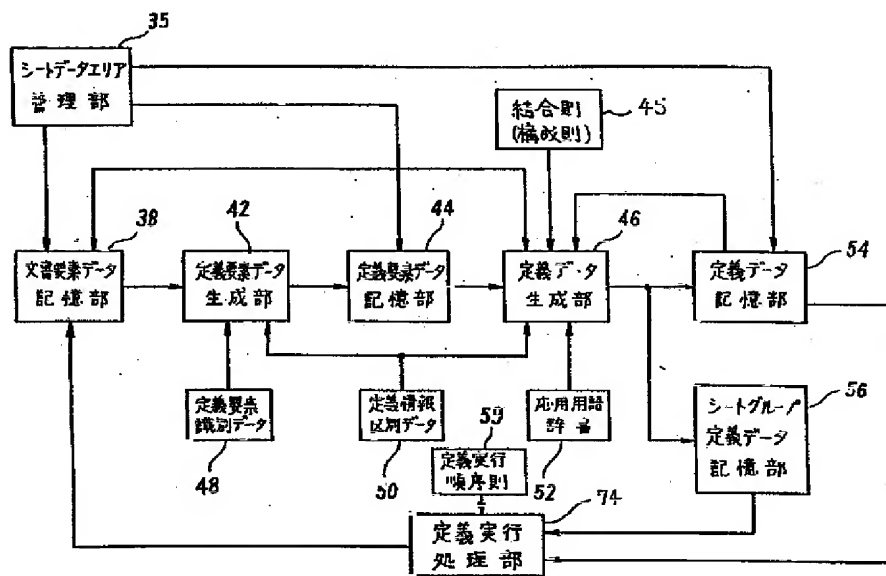 35
シートデータエリア
管理部
結合則
(構成則)
45
38
42
44
46
54
文書要素データ
記憶部
定義要素データ
生成部
定義要素データ
記憶部
定義データ
生成部
定義データ
記憶部
56
定義要素
識別データ
48
定義情報
区別データ
50
59
定義実行
順序則
応用用語
辞書
52
シートグループ
定義データ
記憶部
74
定義実行
処理部